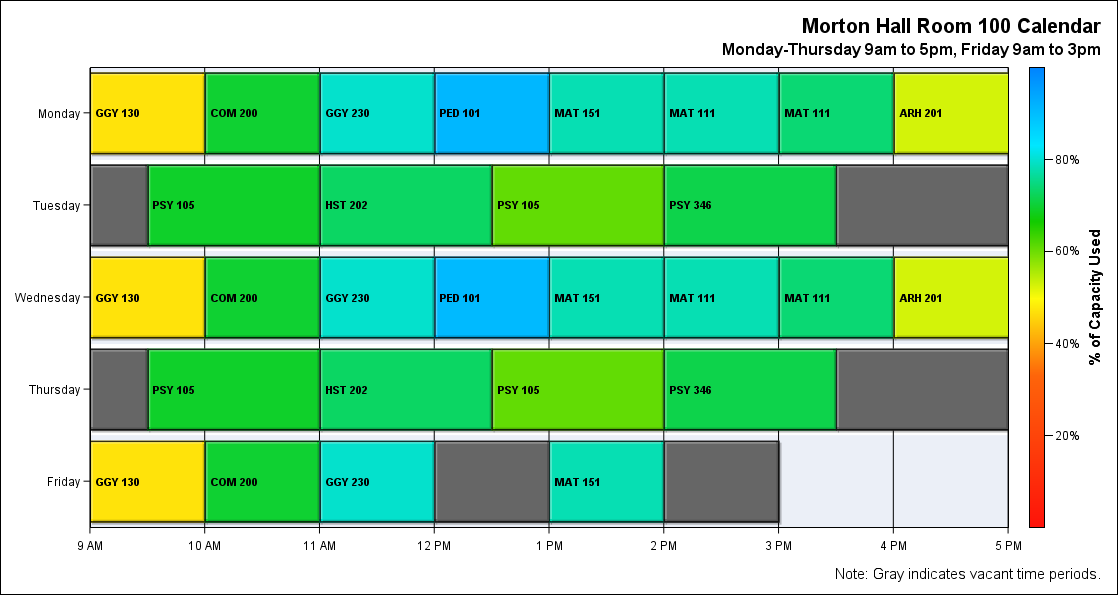 Morton Hall Room 100 Calendar
Monday-Thursday 9am to 5pm, Friday 9am to 3pm
Monday
GGY 130
COM 200
GGY 230
PED 101
MAT 151
MAT 111
MAT 111
ARH 201
Tuesday
PSY 105
HST 202
PSY 105
PSY 346
Wednesday
GGY 130
COM 200
GGY 230
PED 101
MAT 151
MAT 111
MAT 111
ARH 201
Thursday
PSY 105
HST 202
PSY 105
PSY 346
Friday
GGY 130
COM 200
GGY 230
MAT 151
9 AM
10 AM
11 AM
12 PM
1 PM
2 PM
3 PM
4 PM
5 PM
80%
60%
40%
20%
% of Capacity Used
Note: Gray indicates vacant time periods.